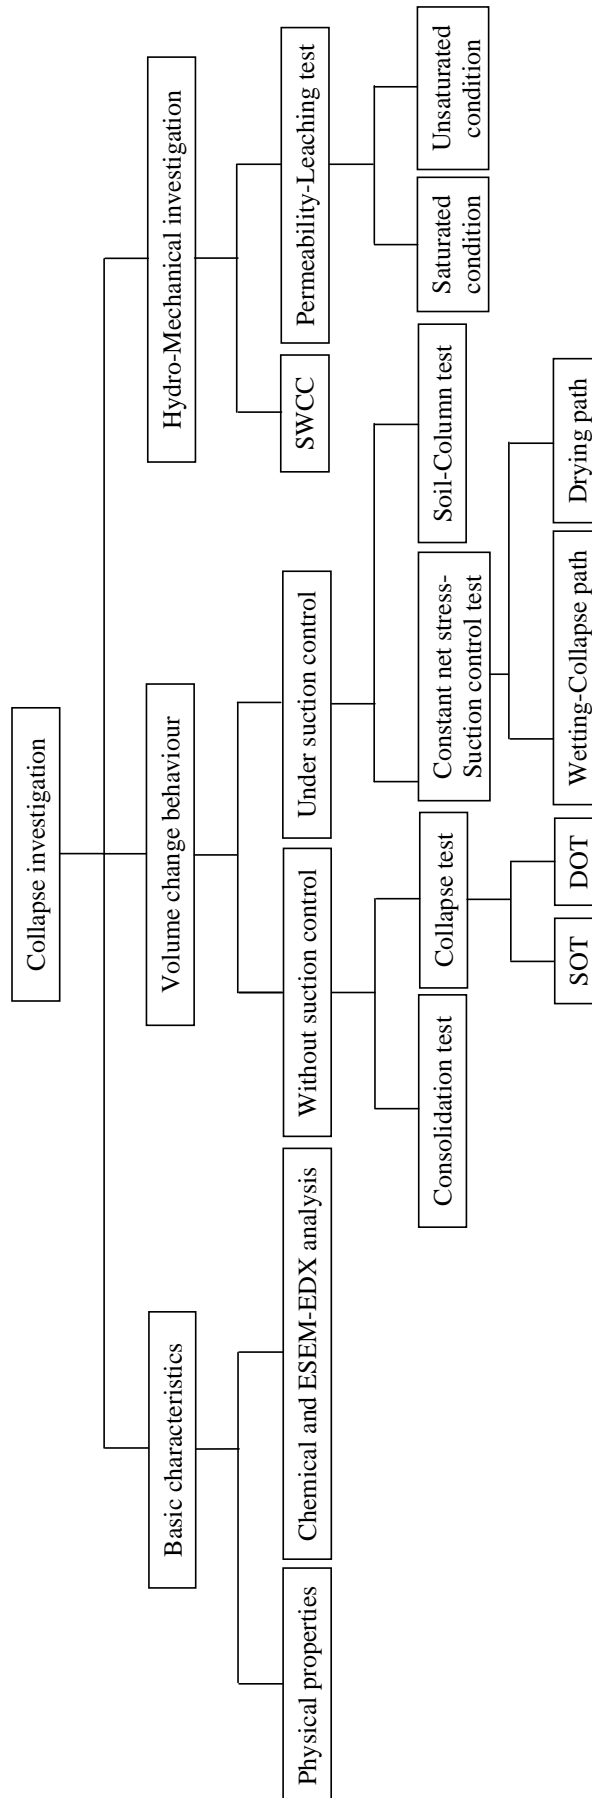 Collapse investigation
Basic characteristics
Volume change behaviour
Hydro-Mechanical investigation
Physical properties
Chemical and ESEM-EDX analysis
Without suction control
Under suction control
SWCC
Permeability-Leaching test
Consolidation test
Collapse test
Constant net stress-
Suction control test
Soil-Column test
Saturated
condition
Unsaturated
condition
SOT
DOT
Wetting-Collapse path
Drying path